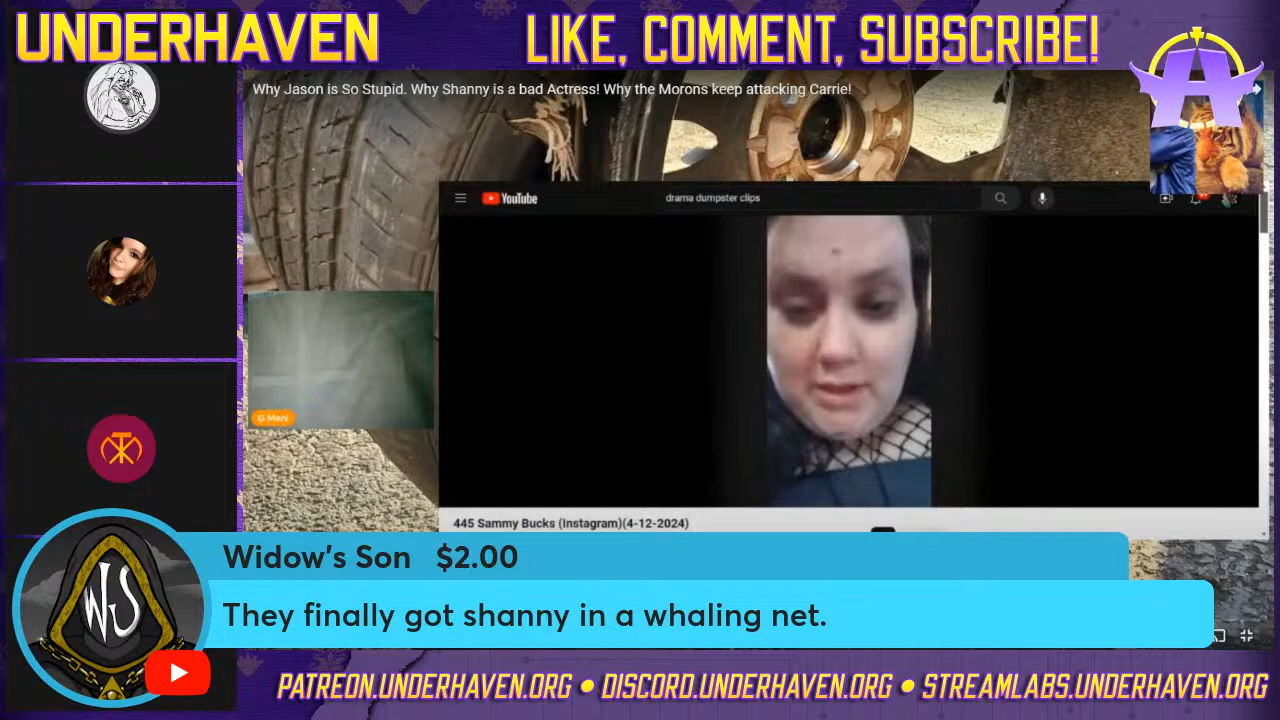 UNDERHAVEN
LIKE, COMMENT, SUBSCRIBE!
Why Jason is So Stupid. Why Shanny is a bad Actress! Why the Morons keep attacking Carrie!
YouTube
drama dumpster clips
G Man!
445 Sammy Bucks (Instagram)(4-12-2024)
WS
Widow's Son $2.00
They finally got shanny in a whaling net.
PATREON.UNDERHAVEN.ORG • DISCORD.UNDERHAVEN.ORG • STREAMLABS.UNDERHAVEN.ORG